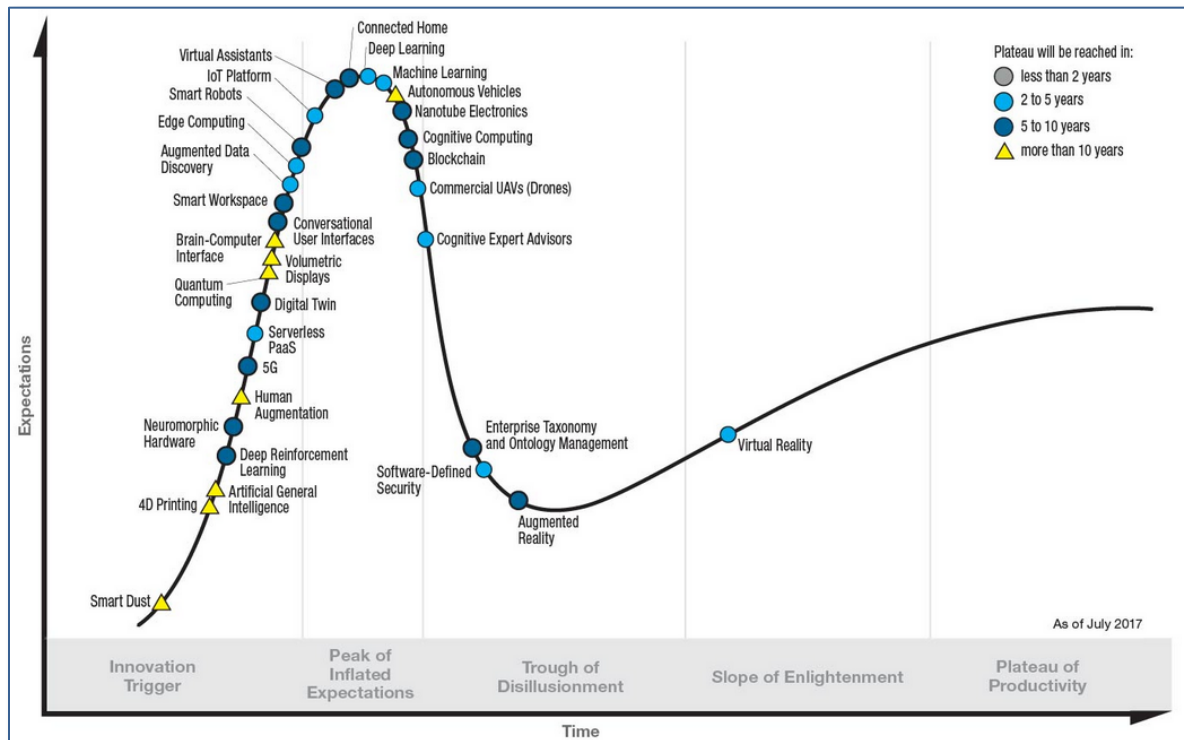 Connected Home
Deep Learning
Virtual Assistants
Machine Learning
IoT Platform
Autonomous Vehicles
Smart Robots
Nanotube Electronics
Edge Computing
Cognitive Computing
Augmented Data
Discovery
Blockchain
Commercial UAVs (Drones)
Smart Workspace
Conversational
User Interfaces
Brain-Computer
Interface
Cognitive Expert Advisors
Volumetric
Displays
Quantum
Computing
Digital Twin
Serverless
PaaS
5G
Human
Augmentation
Neuromorphic
Hardware
Deep Reinforcement
Learning
Artificial General
Intelligence
4D Printing
Smart Dust
Enterprise Taxonomy
and Ontology Management
Software-Defined
Security
Augmented
Reality
Virtual Reality
Plateau will be reached in:
less than 2 years
2 to 5 years
5 to 10 years
more than 10 years
As of July 2017
Expectations
Innovation
Trigger
Peak of
Inflated
Expectations
Trough of
Disillusionment
Slope of Enlightenment
Plateau of
Productivity
Time